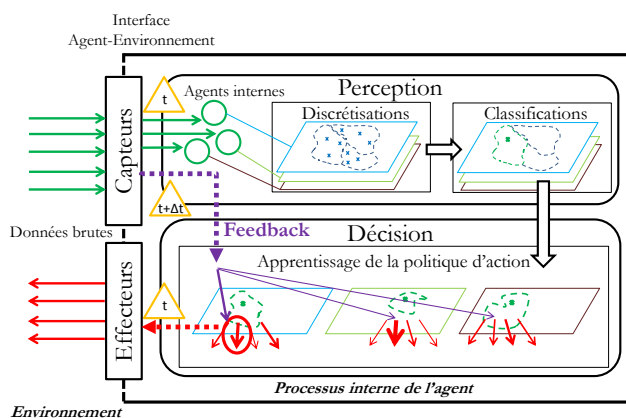 Interface
Agent-Environnement
t
Agents internes
Perception
Discrétisations
Classifications
Capteurs
t+Δt
Feedback
Données brutes
Décision
Apprentissage de la politique d'action
t
Effecteurs
Processus interne de l'agent
Environnement